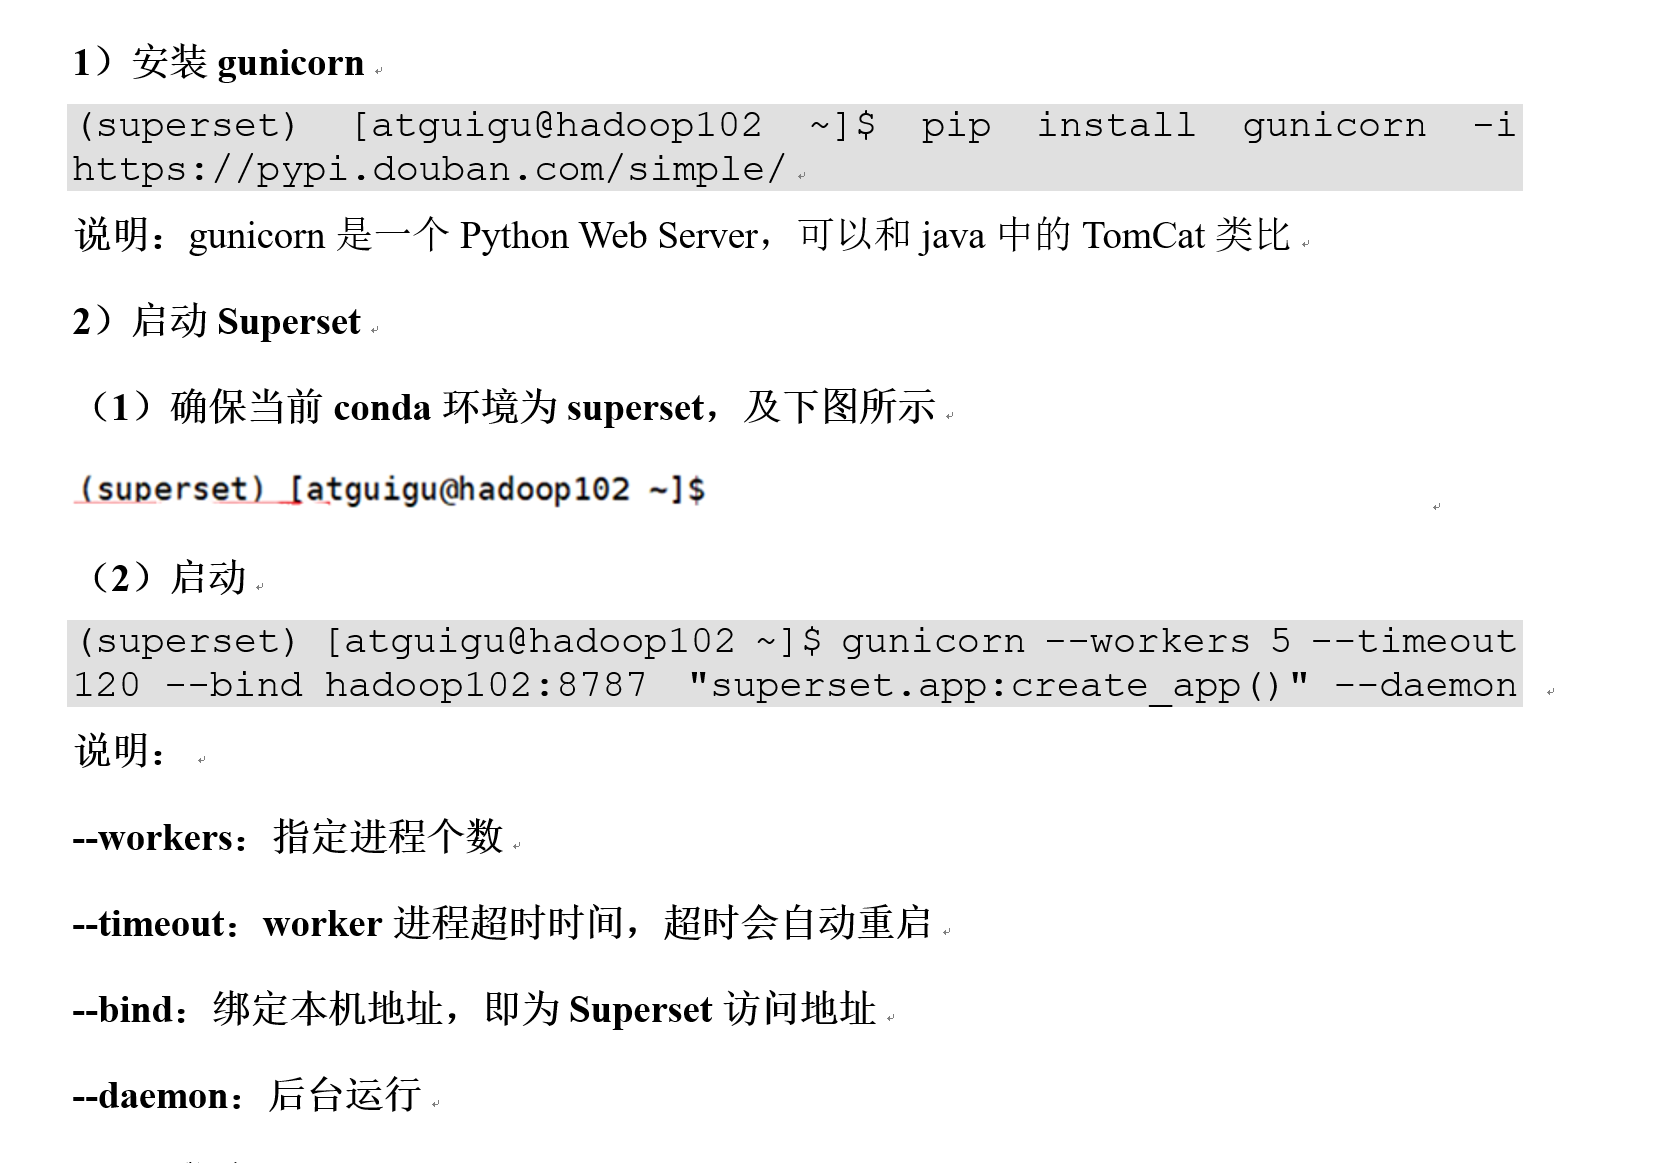 1）安装 gunicorn
(superset) [atguigu@hadoop102 ~]$ pip install gunicorn -i
https://pypi.douban.com/simple/
说明：gunicorn 是一个 Python Web Server，可以和 java 中的 TomCat 类比
2）启动 Superset
（1）确保当前 conda 环境为 superset，及下图所示
(superset) [atguigu@hadoop102 ~]$
（2）启动
(superset) [atguigu@hadoop102 ~]$ gunicorn --workers 5 --timeout
120 --bind hadoop102:8787 "superset.app:create_app()" --daemon
说明：
--workers：指定进程个数
--timeout：worker 进程超时时间，超时会自动重启
--bind：绑定本机地址，即为 Superset 访问地址
--daemon：后台运行